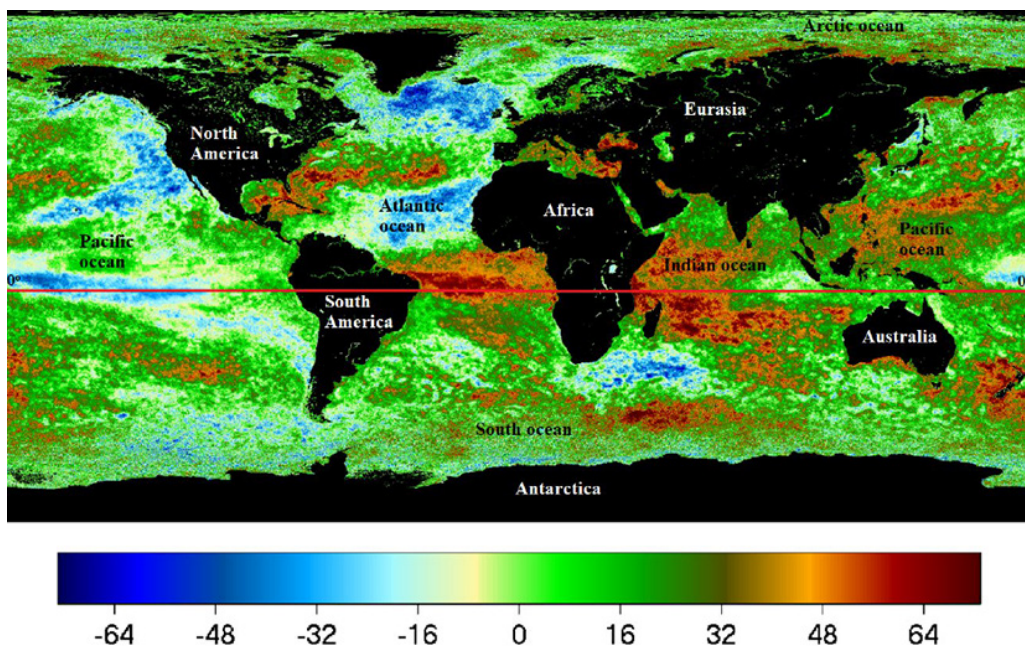 Arctic ocean
Eurasia
North
America
Atlantic
ocean
Africa
Pacific
ocean
Pacific
ocean
Indian ocean
0°
0°
South
America
Australia
South ocean
Antarctica
-64 -48 -32 -16 0 16 32 48 64